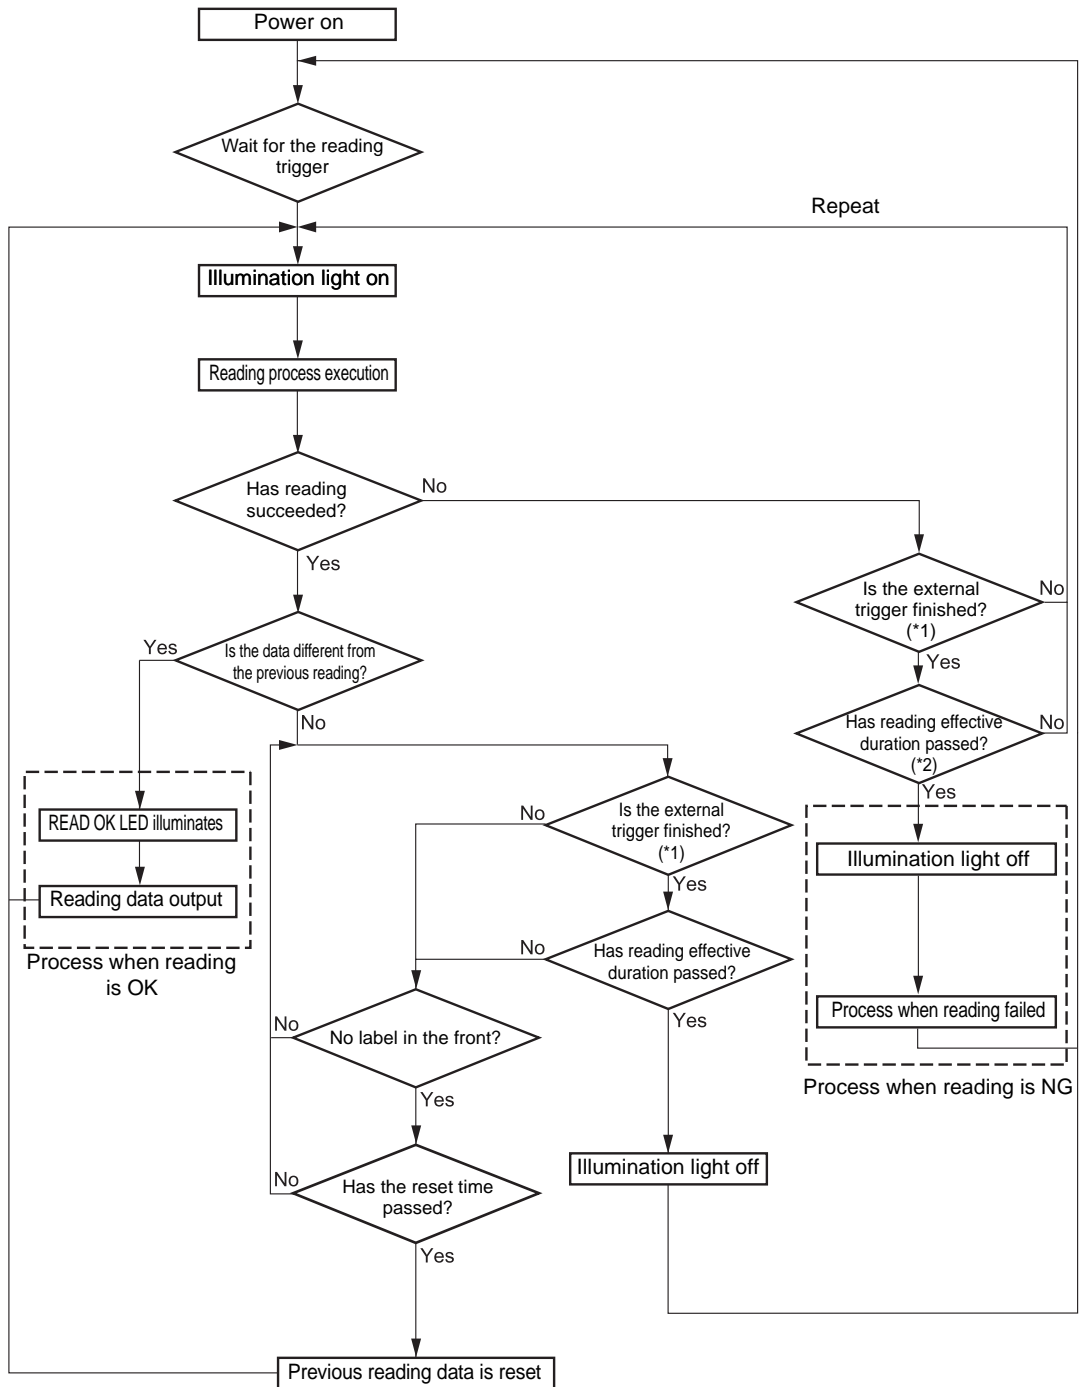 Power on
Wait for the reading
trigger
Repeat
Illumination light on
Reading process execution
Has reading
succeeded?
No
Yes
Is the external
trigger finished?
(*1)
No
Yes
Is the data different from
the previous reading?
Yes
No
Has reading effective
duration passed?
(*2)
No
Yes
READ OK LED illuminates
Reading data output
Process when reading
is OK
Is the external
trigger finished?
(*1)
No
Yes
Illumination light off
Process when reading failed
Process when reading is NG
Has reading effective
duration passed?
No
Yes
No label in the front?
No
Yes
Illumination light off
Has the reset time
passed?
No
Yes
Previous reading data is reset